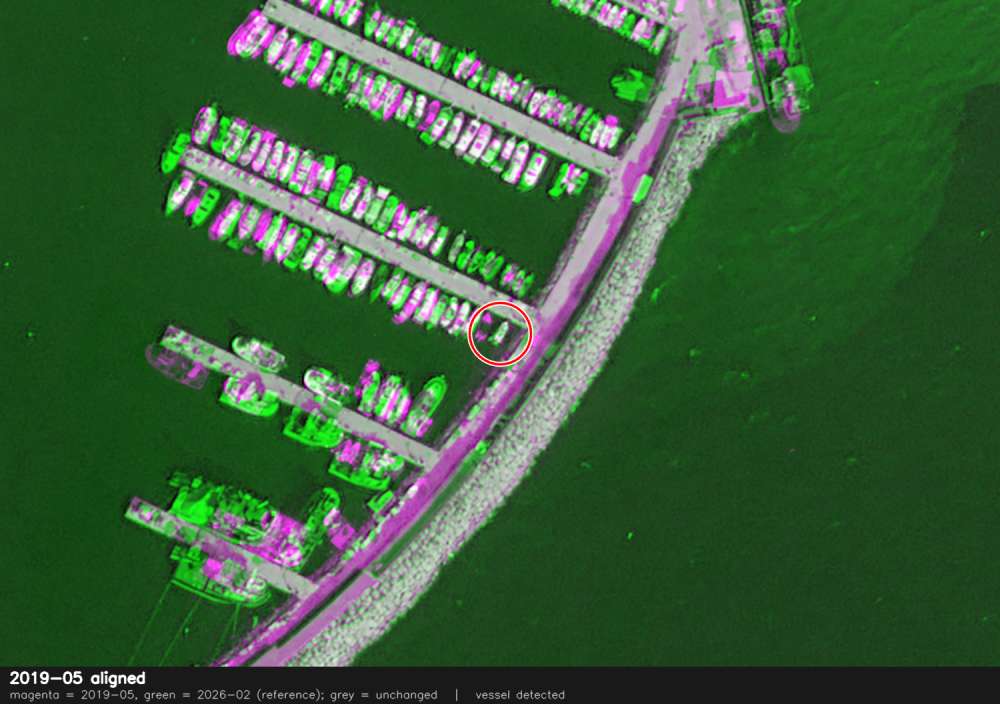 2019-05 aligned
magenta = 2019-05, green = 2026-02 (reference); grey = unchanged | vessel detected